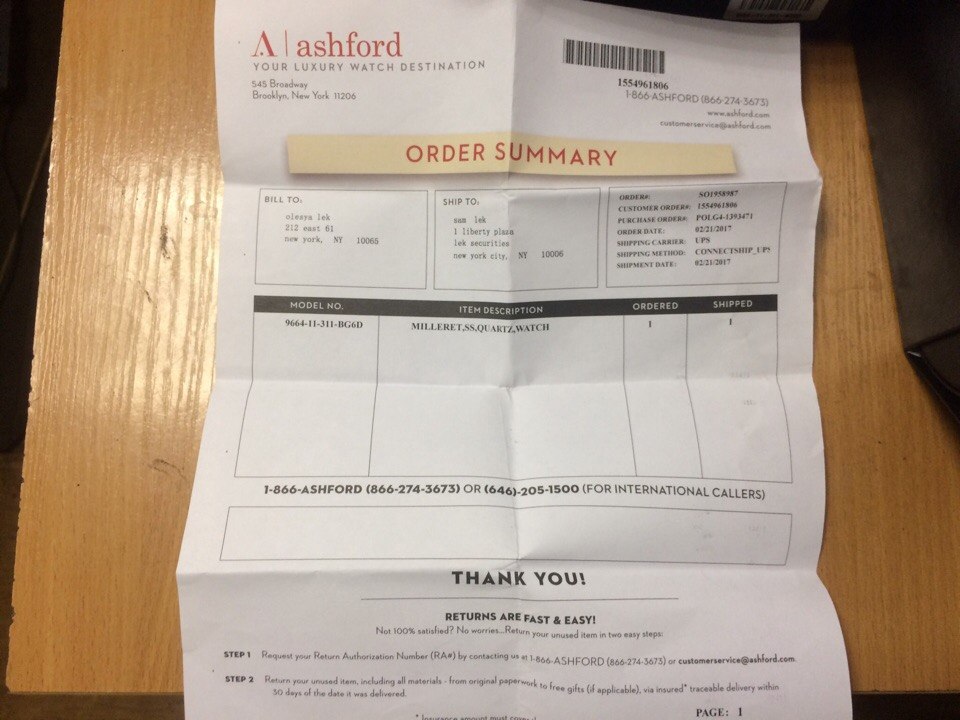 A | ashford
YOUR LUXURY WATCH DESTINATION
545 Broadway
Brooklyn, New York 11206
1554961806
1-866-ASHFORD (866-274-3673)
www.ashford.com
customerservice@ashford.com
ORDER SUMMARY
BILL TO:
olesya lek
212 east 61
new york, NY 10065
SHIP TO:
sam lek
1 liberty plaza
lek securities
new york city, NY 10006
ORDER#: SO1958987
CUSTOMER ORDER#: 1554961806
PURCHASE ORDER#: POLG4-1393471
ORDER DATE: 02/21/2017
SHIPPING CARRIER: UPS
SHIPPING METHOD: CONNECTSHIP_UPS
SHIPMENT DATE: 02/21/2017
MODEL NO. ITEM DESCRIPTION ORDERED SHIPPED
9664-11-311-BG6D MILLERET,SS,QUARTZ,WATCH 1 1
1-866-ASHFORD (866-274-3673) OR (646)-205-1500 (FOR INTERNATIONAL CALLERS)
THANK YOU!
RETURNS ARE FAST & EASY!
Not 100% satisfied? No worries...Return your unused item in two easy steps:
STEP 1 Request your Return Authorization Number (RA#) by contacting us at 1-866-ASHFORD (866-274-3673) or customerservice@ashford.com.
STEP 2 Return your unused item, including all materials - from original paperwork to free gifts (if applicable), via insured* traceable delivery within
30 days of the date it was delivered.
* Insurance amount must cover
PAGE: 1